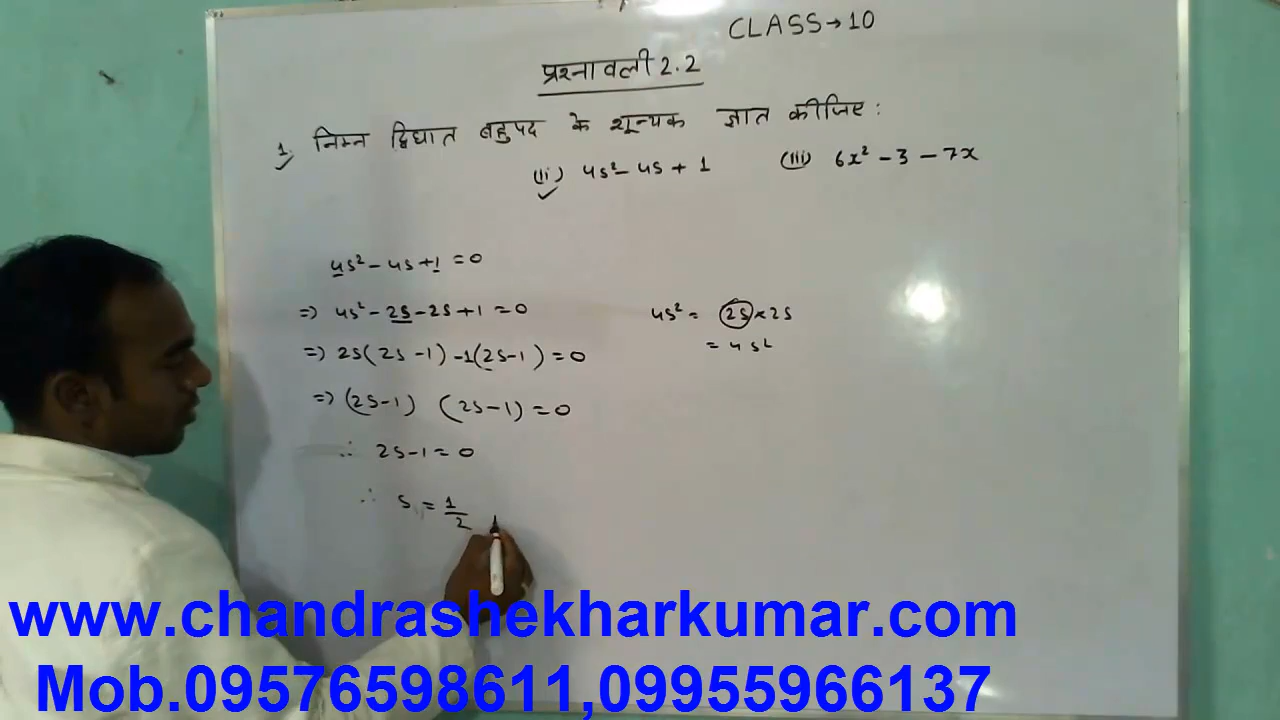 CLASS→10
प्रश्नावली 2.2
1. निम्न द्विघात बहुपद के शून्यक ज्ञात कीजिए :
(ii) 4s² - 4s + 1 (iii) 6x² - 3 - 7x
4s² - 4s + 1 = 0
⇒ 4s² - 2s - 2s + 1 = 0 4s² = 2s × 2s
= 4s²
⇒ 2s(2s - 1) - 1(2s - 1) = 0
⇒ (2s - 1) (2s - 1) = 0
∴ 2s - 1 = 0
∴ s = 1/2
www.chandrashekharkumar.com
Mob.09576598611,09955966137